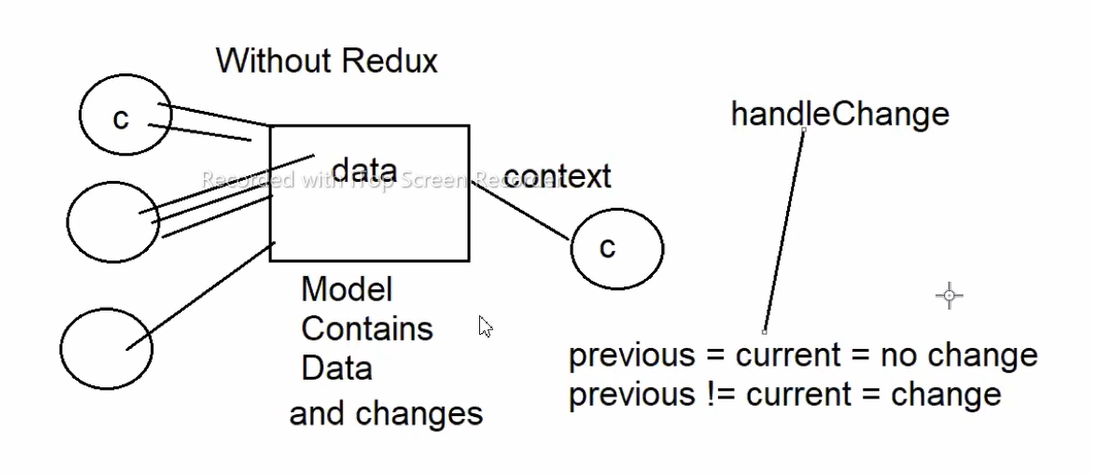 Without Redux
c
handleChange
data
context
Recorded with iTop Screen Recorder
c
Model
Contains
Data
and changes
previous = current = no change
previous != current = change